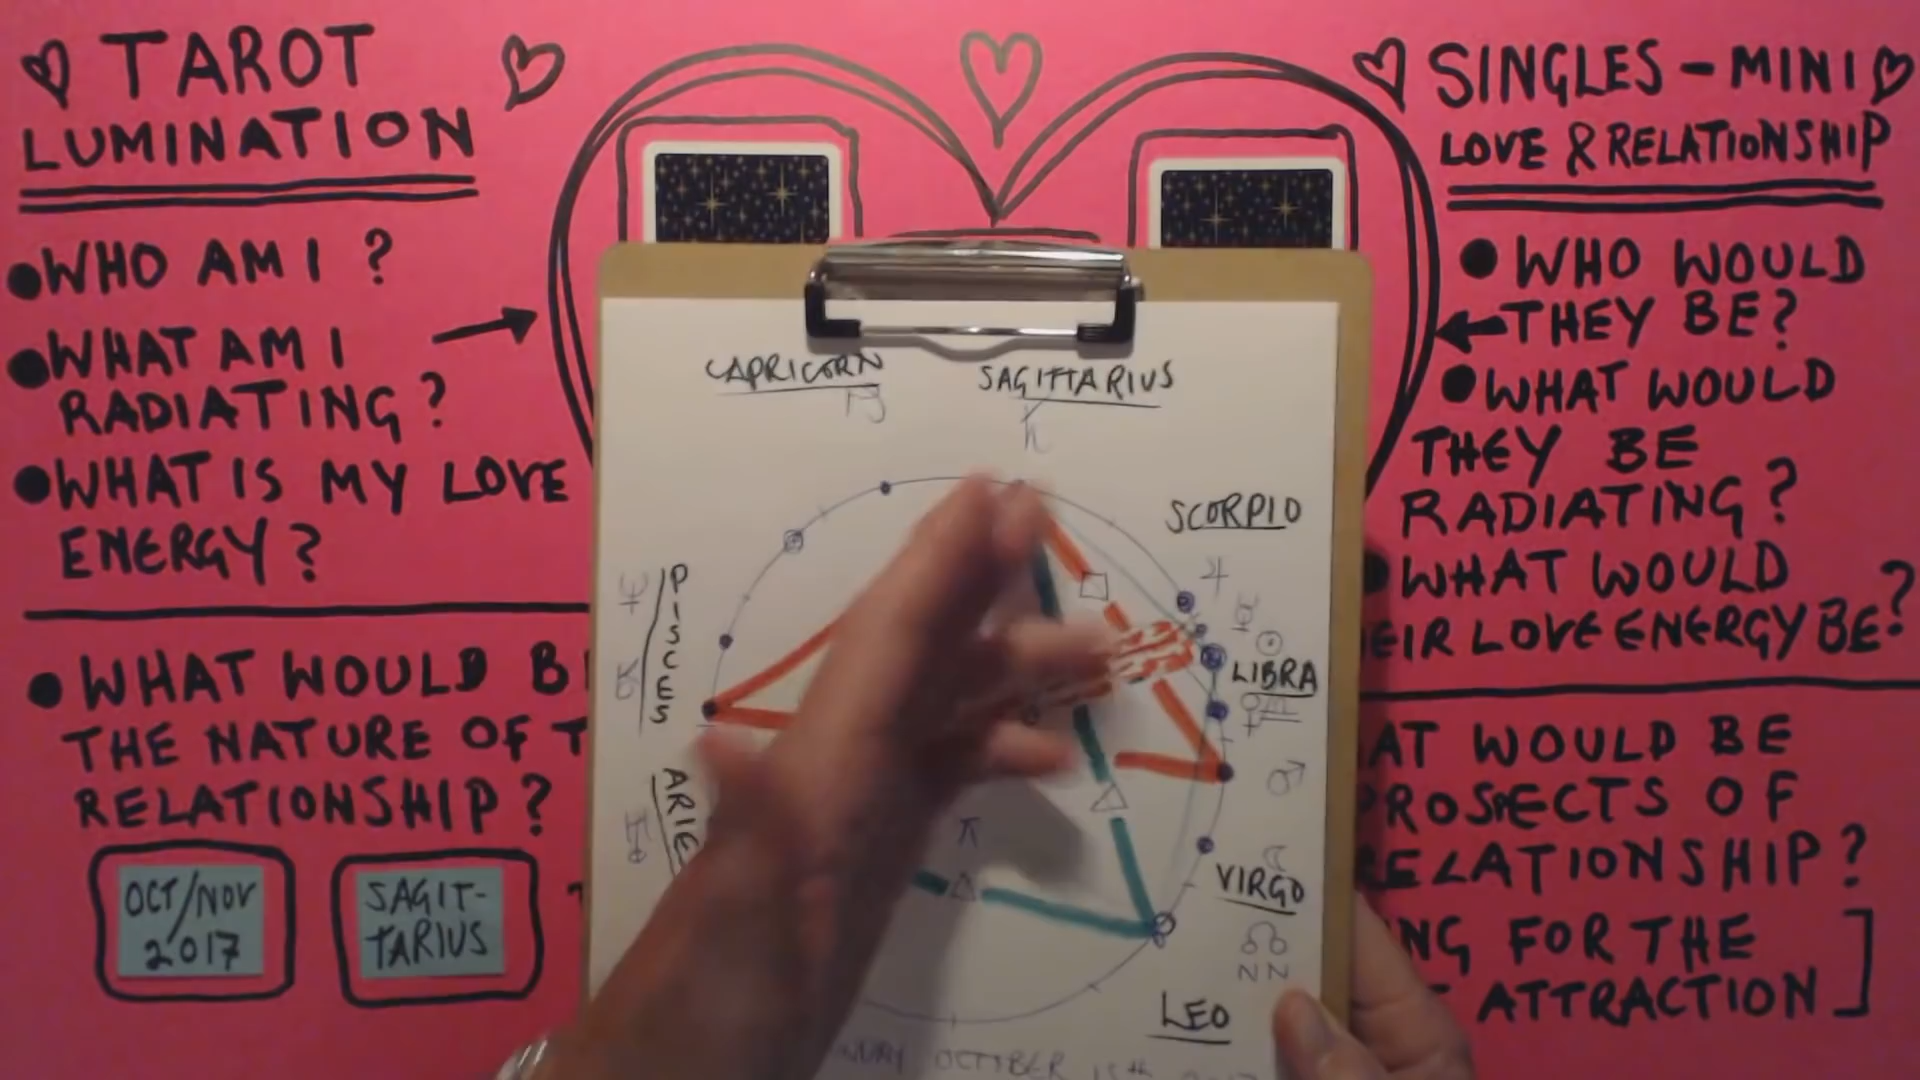 TAROT
LUMINATION
WHO AM I ?
WHAT AM I
RADIATING ?
WHAT IS MY LOVE
ENERGY ?
WHAT WOULD B
THE NATURE OF T
RELATIONSHIP ?
OCT/NOV
2017
SAGIT-
TARIUS
CAPRICORN
SAGITTARIUS
SCORPIO
PISCES
LIBRA
ARIE
VIRGO
LEO
OCTOBER 15th
SINGLES - MINI
LOVE & RELATIONSHIP
WHO WOULD
THEY BE?
WHAT WOULD
THEY BE
RADIATING ?
WHAT WOULD
EIR LOVE ENERGY BE?
AT WOULD BE
PROSPECTS OF
RELATIONSHIP ?
NG FOR THE
ATTRACTION ]